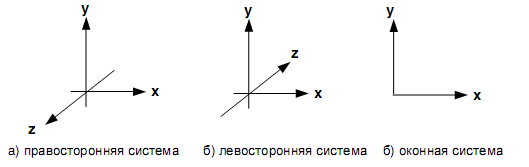 y
x
z
y
z
x
y
x
а) правосторонняя система
б) левосторонняя система
б) оконная система